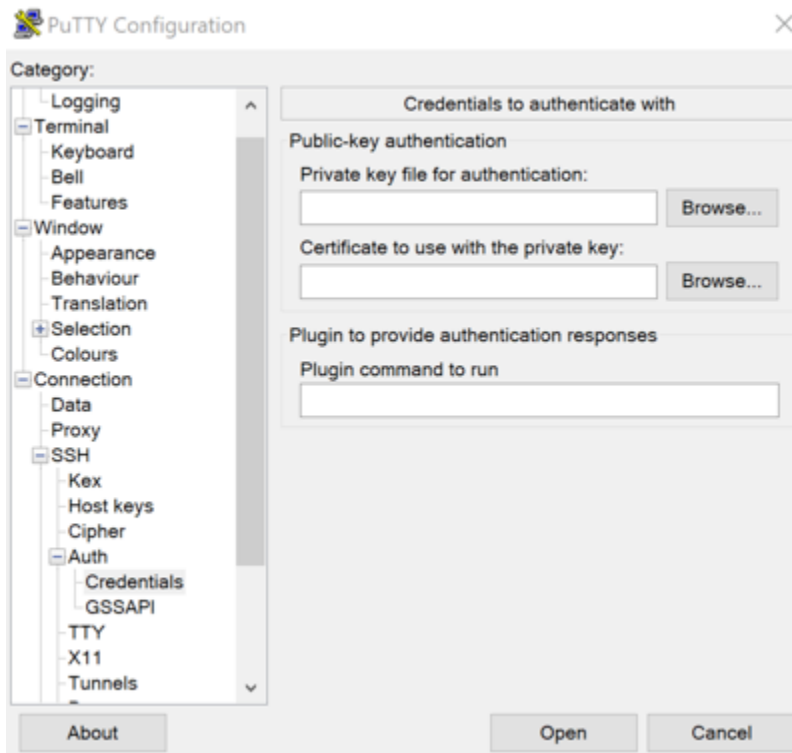 PuTTY Configuration
Category:
Logging
Terminal
Keyboard
Bell
Features
Window
Appearance
Behaviour
Translation
Selection
Colours
Connection
Data
Proxy
SSH
Kex
Host keys
Cipher
Auth
Credentials
GSSAPI
TTY
X11
Tunnels
Credentials to authenticate with
Public-key authentication
Private key file for authentication:
Browse...
Certificate to use with the private key:
Browse...
Plugin to provide authentication responses
Plugin command to run
About
Open
Cancel